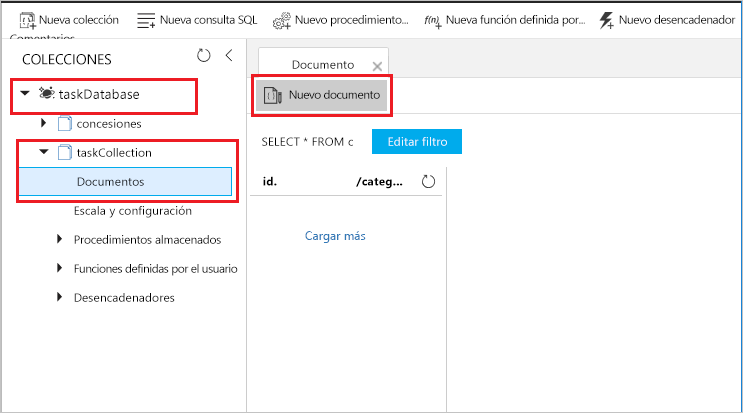 Nueva colección Nueva consulta SQL Nuevo procedimiento... f(n) Nueva función definida por... Nuevo desencadenador
Comentarios
COLECCIONES
Documento
taskDatabase
Nuevo documento
concesiones
SELECT * FROM c Editar filtro
taskCollection
Documentos
id. /categ...
Escala y configuración
Cargar más
Procedimientos almacenados
Funciones definidas por el usuario
Desencadenadores